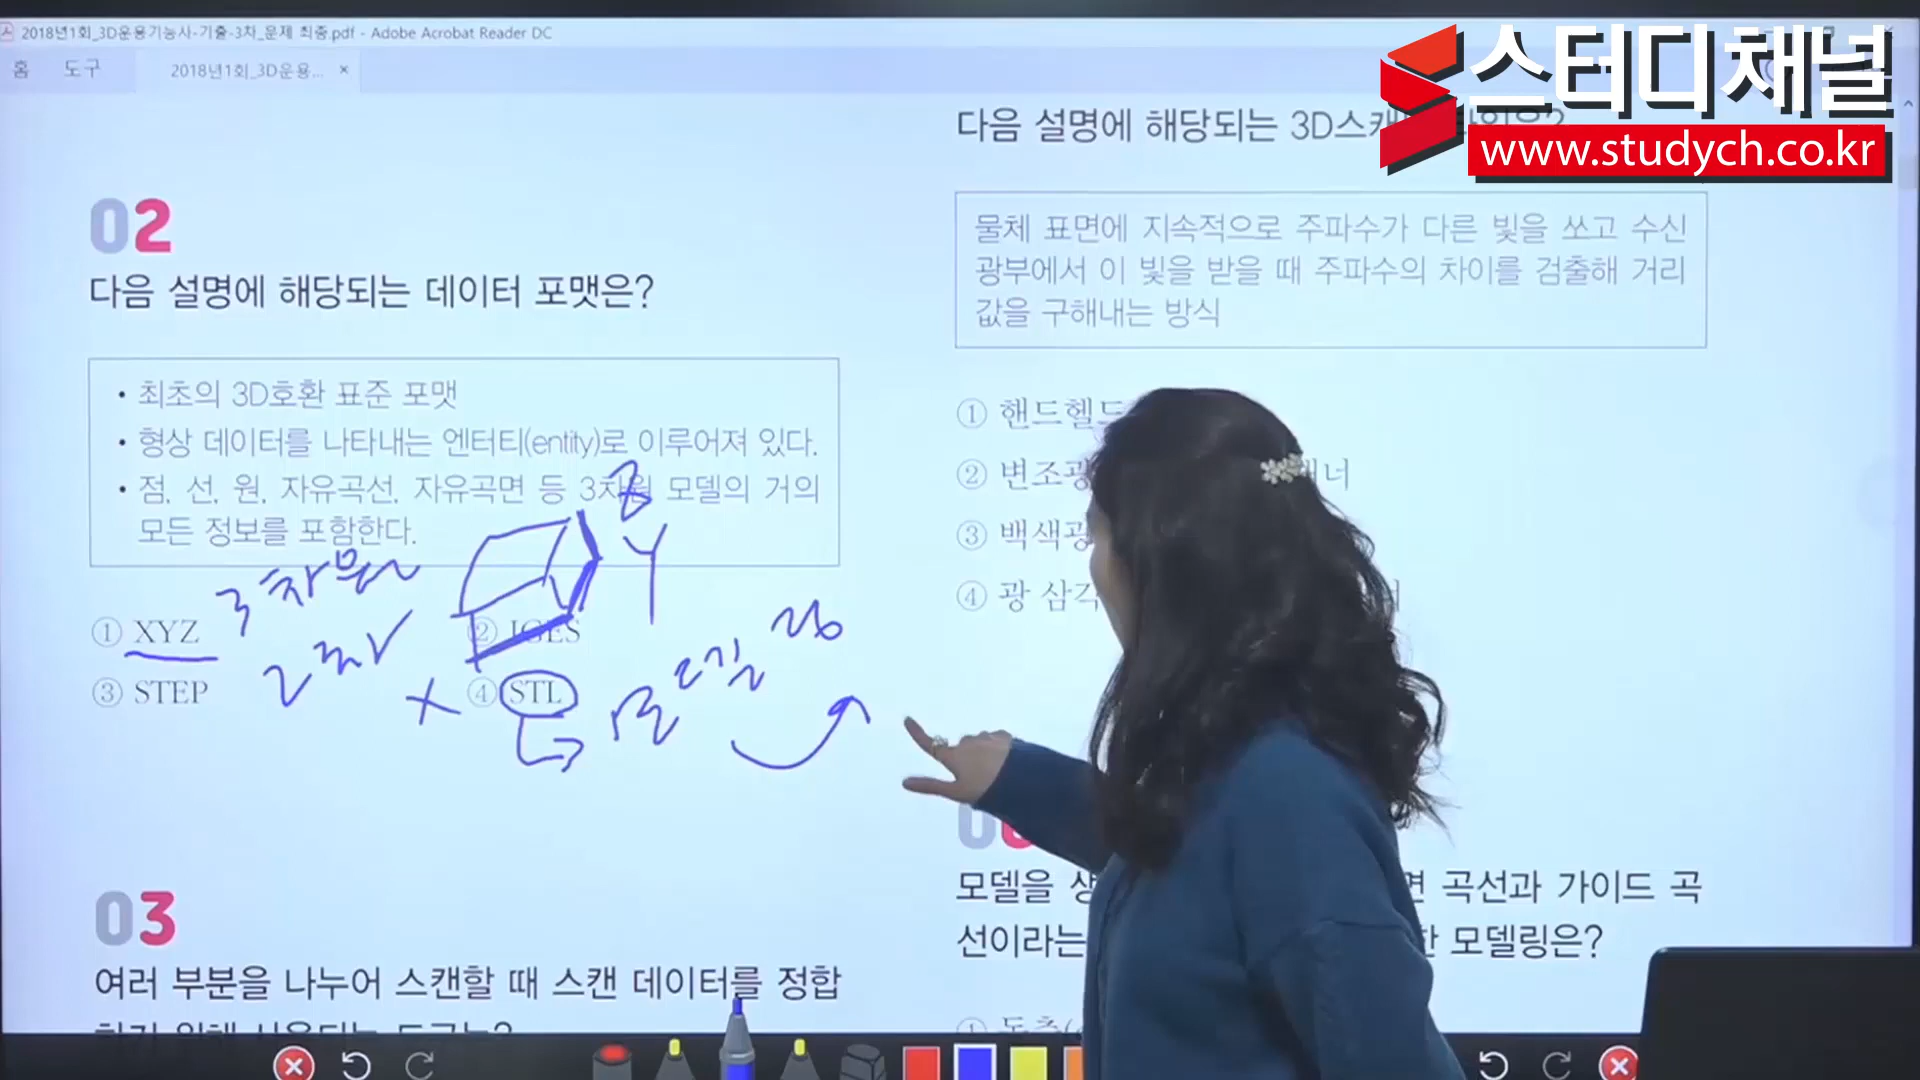 2018년1회_3D운용기능사-기출-3차_문제 최종.pdf - Adobe Acrobat Reader DC
홈 도구 2018년1회_3D운용... ×
스터디채널
www.studych.co.kr
02
다음 설명에 해당되는 데이터 포맷은?
• 최초의 3D호환 표준 포맷
• 형상 데이터를 나타내는 엔터티(entity)로 이루어져 있다.
• 점, 선, 원, 자유곡선, 자유곡면 등 3차원 모델의 거의
모든 정보를 포함한다.
Z
Y
3차원
2차
① XYZ
② IGES
③ STEP
④ STL
X
모델링
03
여러 부분을 나누어 스캔할 때 스캔 데이터를 정합
다음 설명에 해당되는 3D스캐
물체 표면에 지속적으로 주파수가 다른 빛을 쏘고 수신
광부에서 이 빛을 받을 때 주파수의 차이를 검출해 거리
값을 구해내는 방식
① 핸드헬드
② 변조광 너
③ 백색광
④ 광 삼각
모델을 생 면 곡선과 가이드 곡
선이라는 한 모델링은?